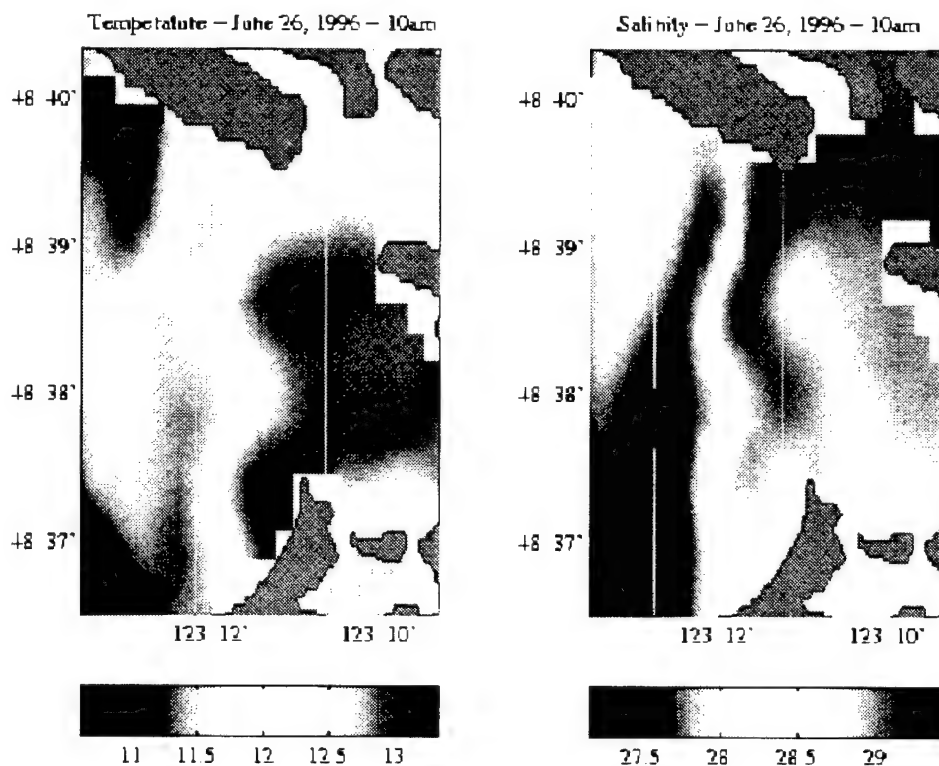 Temperature – June 26, 1996 – 10am
48 40'
48 39'
48 38'
48 37'
123 12' 123 10'
11 11.5 12 12.5 13
Salinity – June 26, 1996 – 10am
48 40'
48 39'
48 38'
48 37'
123 12' 123 10'
27.5 28 28.5 29